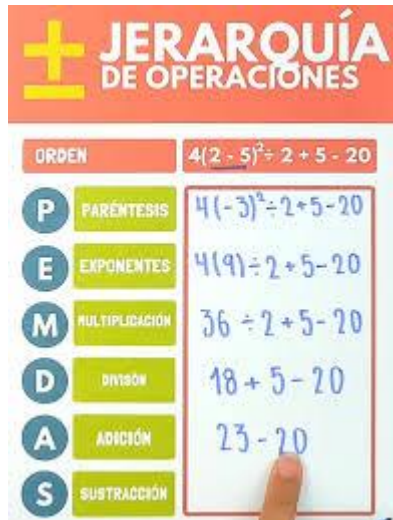 ± JERARQUÍA
DE OPERACIONES
ORDEN 4(2 - 5)²÷ 2 + 5 - 20
P PARÉNTESIS 4(-3)²÷2+5-20
E EXPONENTES 4(9)÷2+5-20
M MULTIPLICACIÓN 36÷2+5-20
D DIVISÓN 18+5-20
A ADICIÓN 23-20
S SUSTRACCIÓN